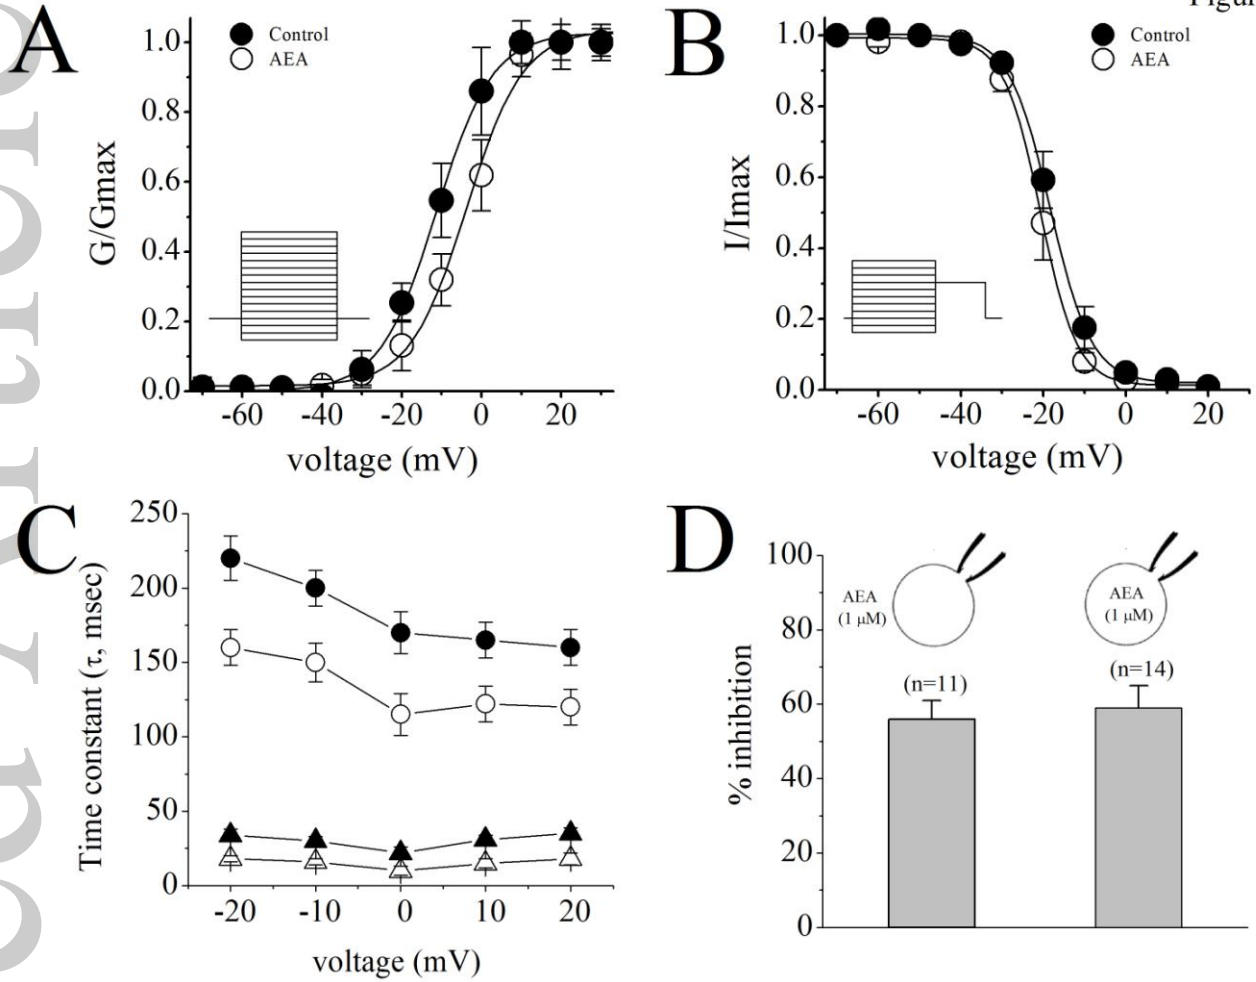 Figur
A
Control
AEA
G/Gmax
1.0
0.8
0.6
0.4
0.2
0.0
-60 -40 -20 0 20
voltage (mV)
B
Control
AEA
I/Imax
1.0
0.8
0.6
0.4
0.2
0.0
-60 -40 -20 0 20
voltage (mV)
C
Time constant (τ, msec)
250
200
150
100
50
0
-20 -10 0 10 20
voltage (mV)
D
% inhibition
100
80
60
40
20
0
AEA
(1 µM)
AEA
(1 µM)
(n=11)
(n=14)